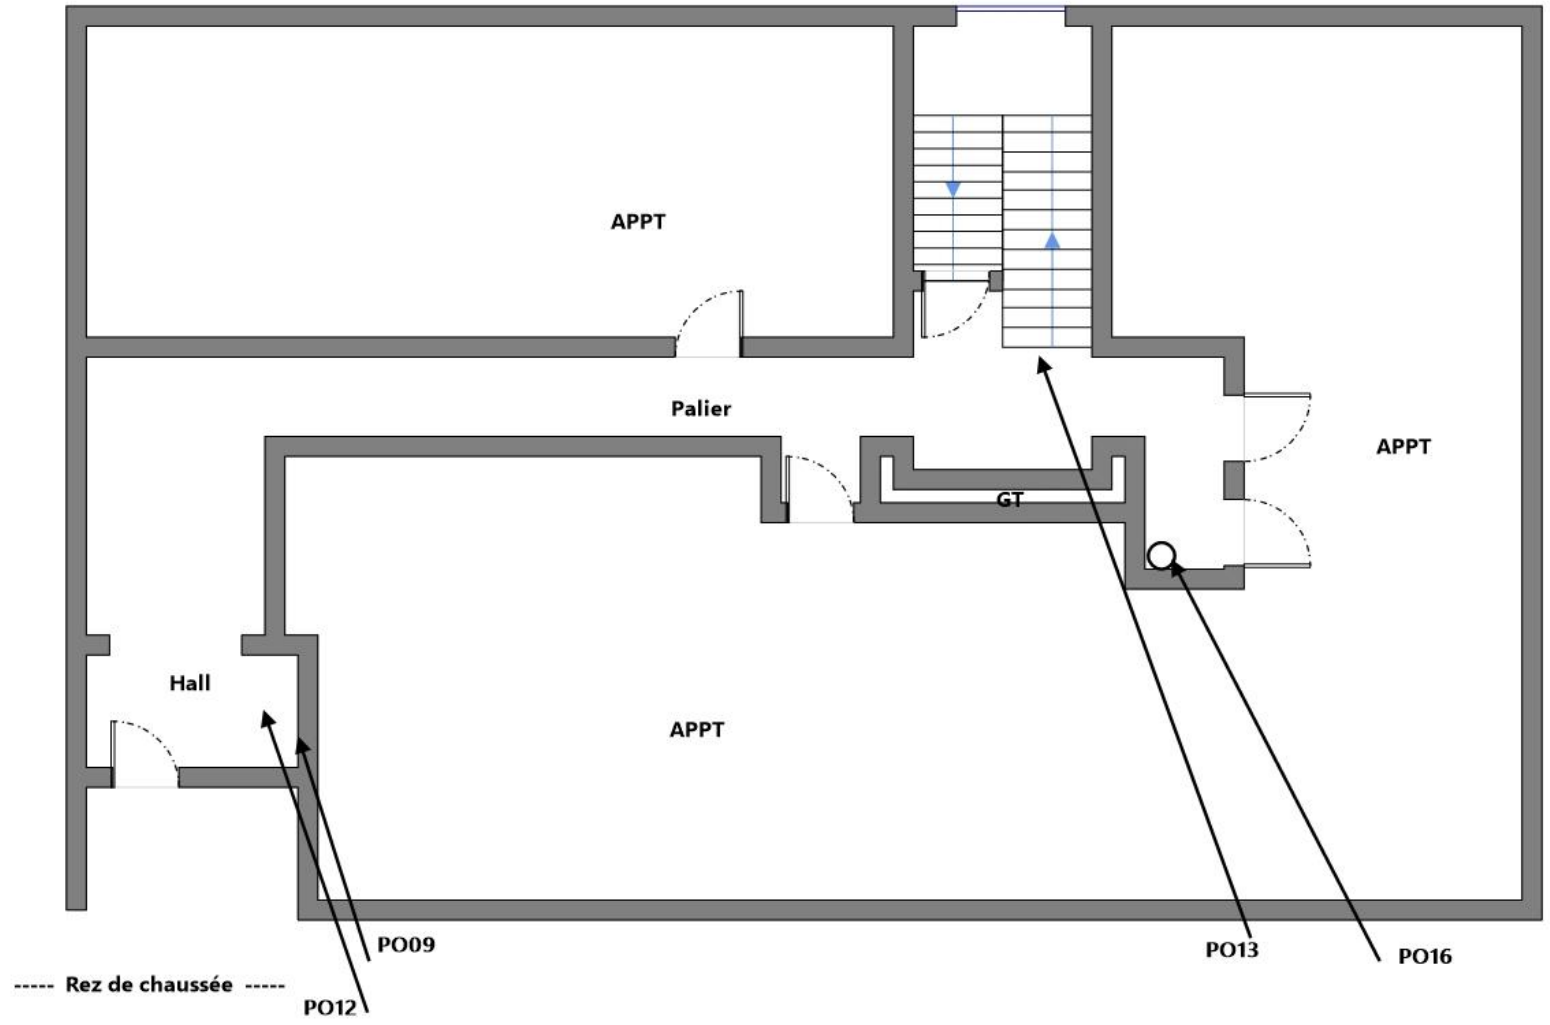 APPT
Palier
APPT
GT
Hall
APPT
PO09
PO13
PO16
----- Rez de chaussée -----
PO12